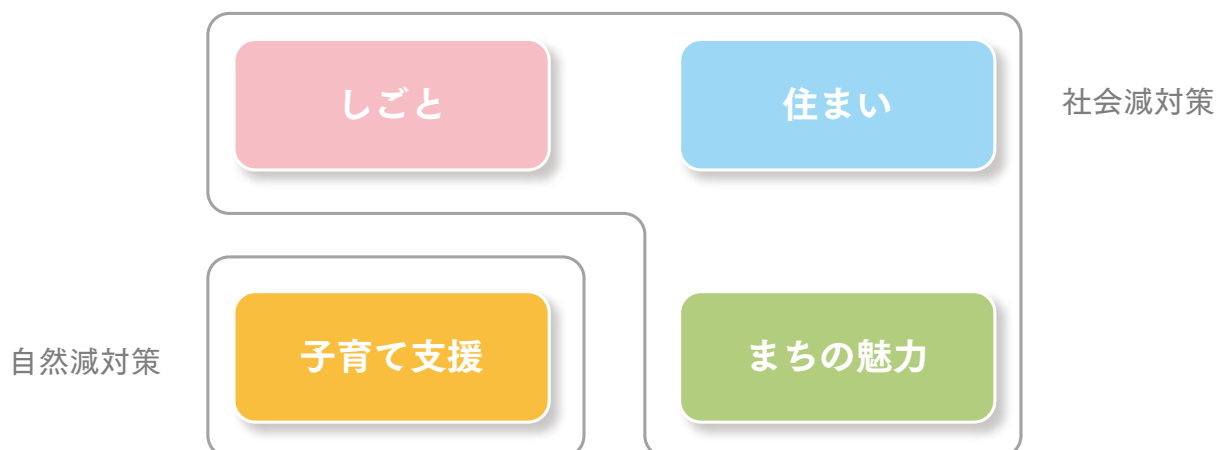 しごと
住まい
社会減対策
自然減対策
子育て支援
まちの魅力